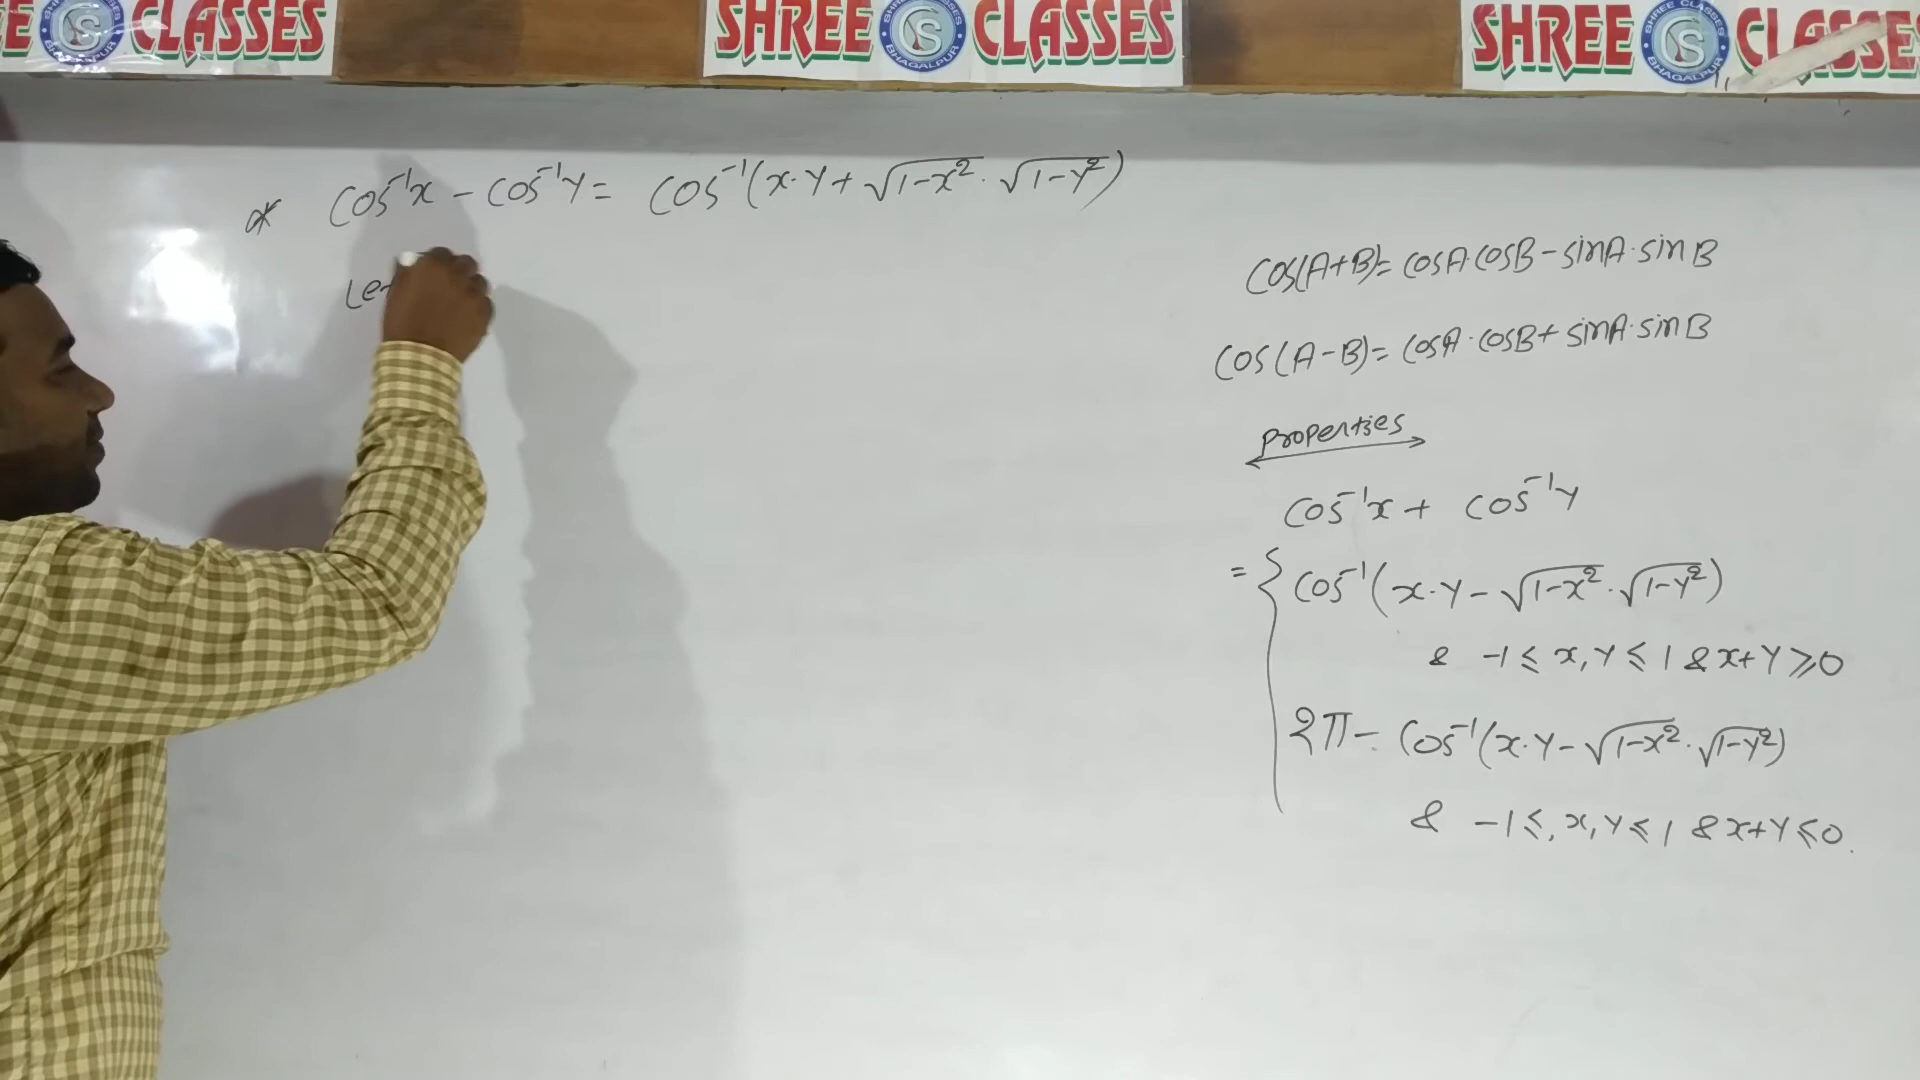 CLASSES
SHREE CLASSES
SHREE CLASSES
SHREE CLASSES BHAGALPUR
* cos⁻¹x - cos⁻¹y = cos⁻¹(x·y + √1-x² · √1-y²)
Let
cos(A+B) = cosA·cosB - sinA·sinB
cos(A-B) = cosA·cosB + sinA·sinB
properties
cos⁻¹x + cos⁻¹y
= { cos⁻¹(x·y - √1-x² · √1-y²)
& -1 ≤ x, y ≤ 1 & x+y ≥ 0
2π - cos⁻¹(x·y - √1-x² · √1-y²)
& -1 ≤, x, y ≤ 1 & x+y ≤ 0.